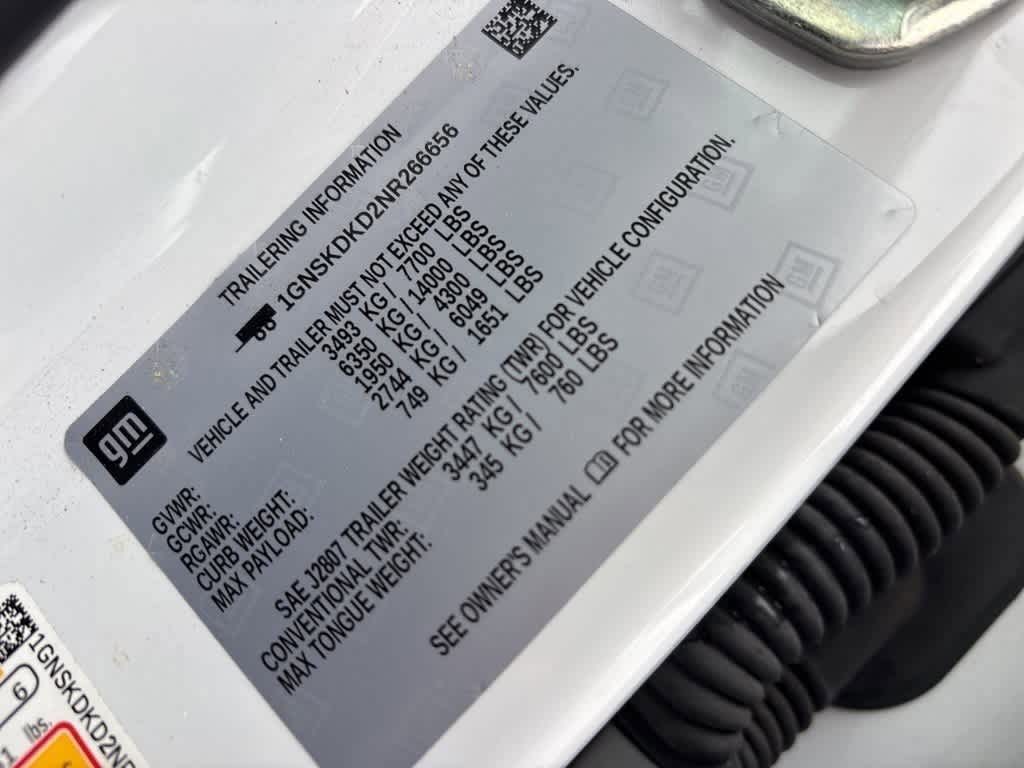 gm
TRAILERING INFORMATION
1GNSKDKD2NR266656
VEHICLE AND TRAILER MUST NOT EXCEED ANY OF THESE VALUES.
GVWR: 3493 KG / 7700 LBS
GCWR: 6350 KG / 14000 LBS
RGAWR: 1950 KG / 4300 LBS
CURB WEIGHT: 2744 KG / 6049 LBS
MAX PAYLOAD: 749 KG / 1651 LBS
SAE J2807 TRAILER WEIGHT RATING (TWR) FOR VEHICLE CONFIGURATION.
CONVENTIONAL TWR: 3447 KG / 7600 LBS
MAX TONGUE WEIGHT: 345 KG / 760 LBS
SEE OWNER'S MANUAL FOR MORE INFORMATION
1GNSKDKD2NR
6
lbs.